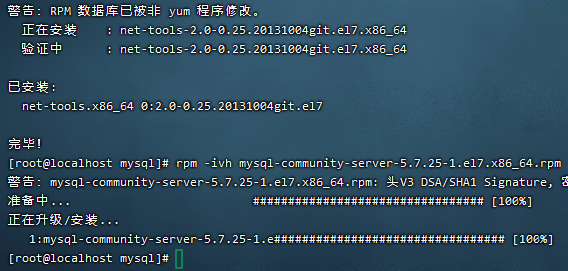 警告：RPM 数据库已被非 yum 程序修改。
正在安装 : net-tools-2.0-0.25.20131004git.el7.x86_64
验证中 : net-tools-2.0-0.25.20131004git.el7.x86_64
已安装:
net-tools.x86_64 0:2.0-0.25.20131004git.el7
完毕！
[root@localhost mysql]# rpm -ivh mysql-community-server-5.7.25-1.el7.x86_64.rpm
警告：mysql-community-server-5.7.25-1.el7.x86_64.rpm: 头V3 DSA/SHA1 Signature,
准备中... ################################# [100%]
正在升级/安装...
1:mysql-community-server-5.7.25-1.e################################# [100%]
[root@localhost mysql]#